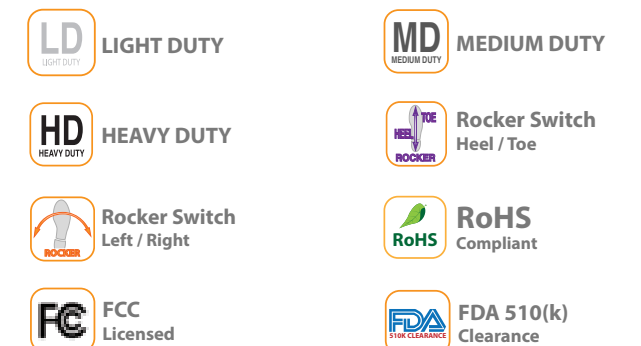 LD
LIGHT DUTY
LIGHT DUTY
MD
MEDIUM DUTY
MEDIUM DUTY
HD
HEAVY DUTY
HEAVY DUTY
TOE
HEEL
ROCKER
Rocker Switch
Heel / Toe
ROCKER
Rocker Switch
Left / Right
RoHS
RoHS
Compliant
FC
FCC
Licensed
FDA
510K CLEARANCE
FDA 510(k)
Clearance